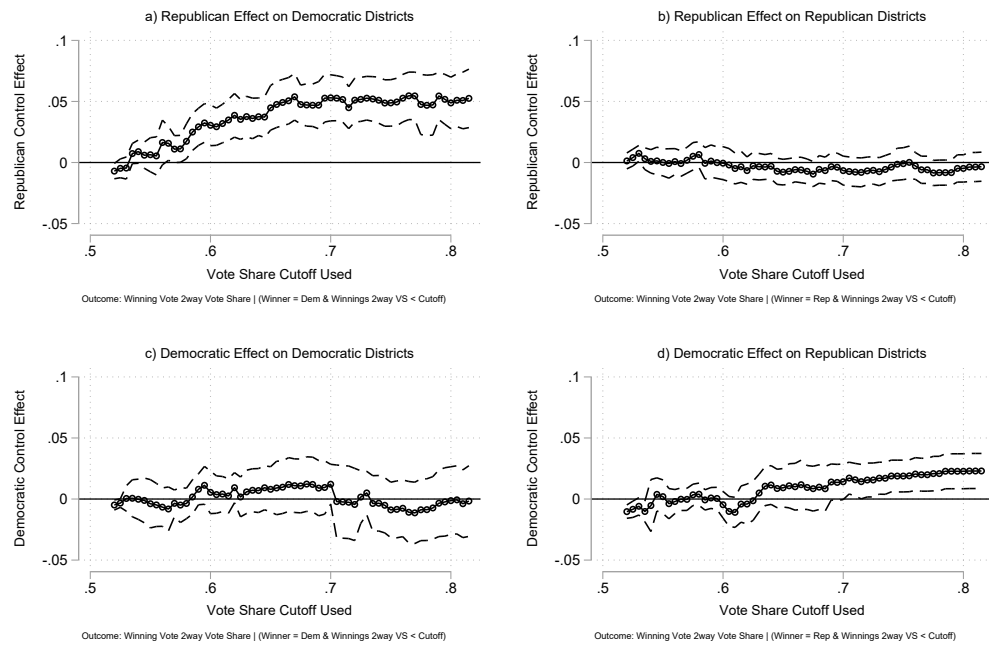 a) Republican Effect on Democratic Districts
Republican Control Effect
.1
.05
0
-.05
.5 .6 .7 .8
Vote Share Cutoff Used
Outcome: Winning Vote 2way Vote Share | (Winner = Dem & Winnings 2way VS < Cutoff)
b) Republican Effect on Republican Districts
Republican Control Effect
.1
.05
0
-.05
.5 .6 .7 .8
Vote Share Cutoff Used
Outcome: Winning Vote 2way Vote Share | (Winner = Rep & Winnings 2way VS < Cutoff)
c) Democratic Effect on Democratic Districts
Democratic Control Effect
.1
.05
0
-.05
.5 .6 .7 .8
Vote Share Cutoff Used
Outcome: Winning Vote 2way Vote Share | (Winner = Dem & Winnings 2way VS < Cutoff)
d) Democratic Effect on Republican Districts
Democratic Control Effect
.1
.05
0
-.05
.5 .6 .7 .8
Vote Share Cutoff Used
Outcome: Winning Vote 2way Vote Share | (Winner = Rep & Winnings 2way VS < Cutoff)